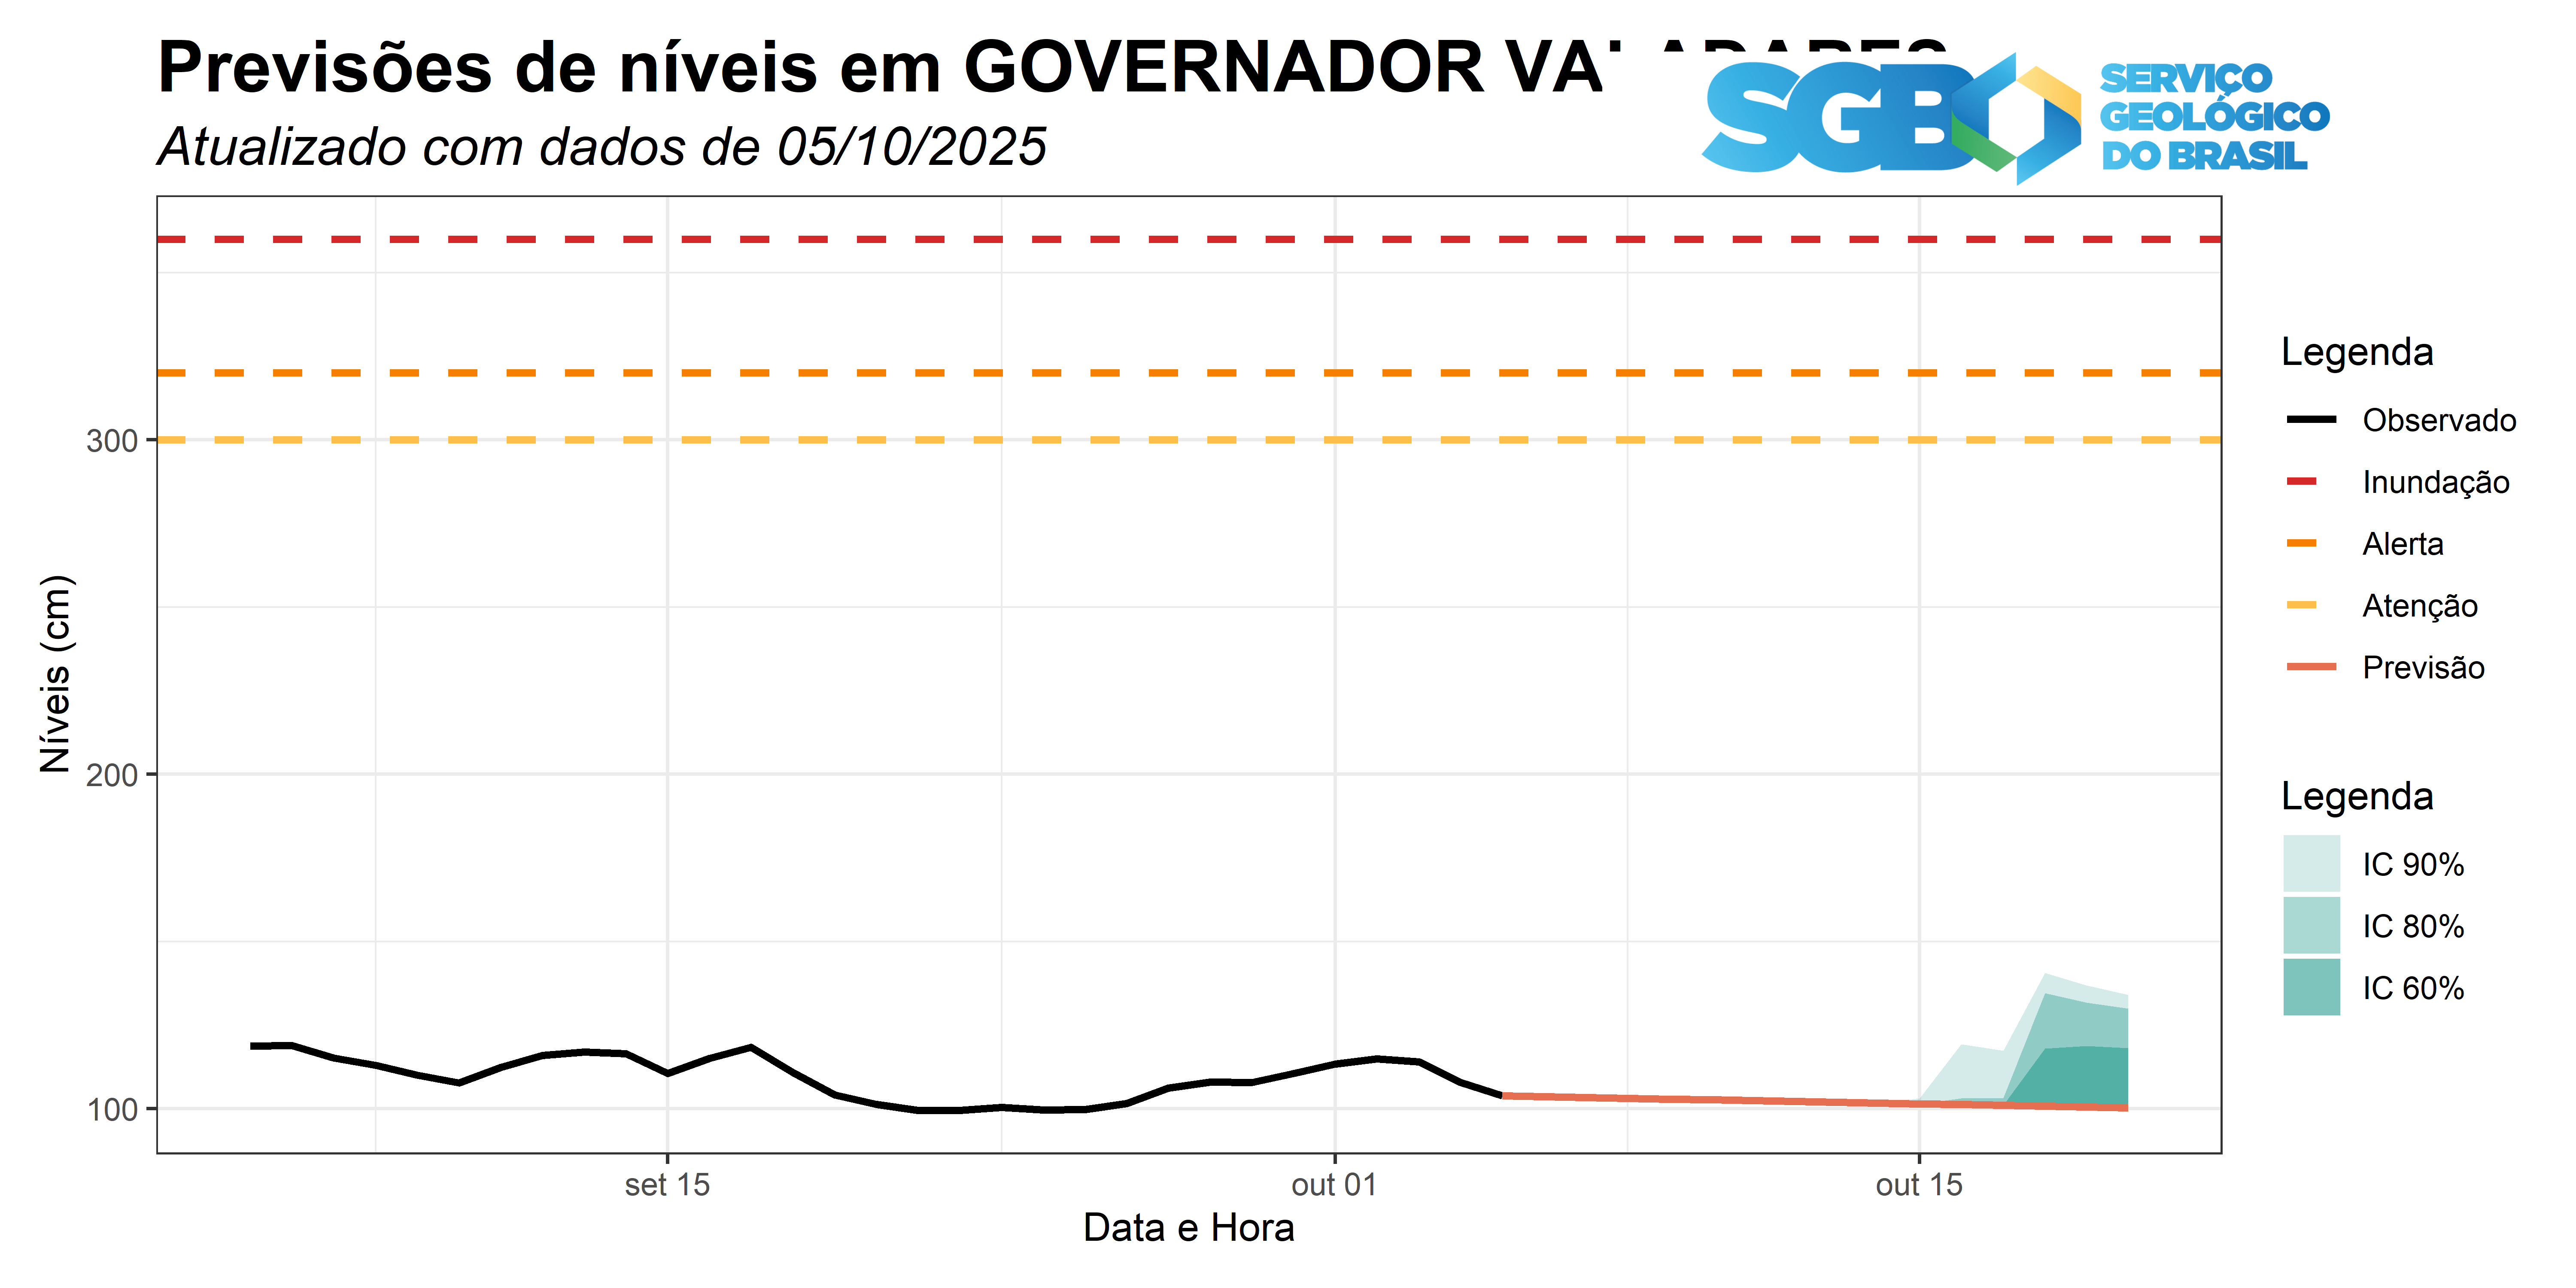 Previsões de níveis em GOVERNADOR
Atualizado com dados de 05/10/2025
SGB
SERVIÇO
GEOLÓGICO
DO BRASIL
Níveis (cm)
300
200
100
set 15
out 01
out 15
Data e Hora
Legenda
Observado
Inundação
Alerta
Atenção
Previsão
Legenda
IC 90%
IC 80%
IC 60%